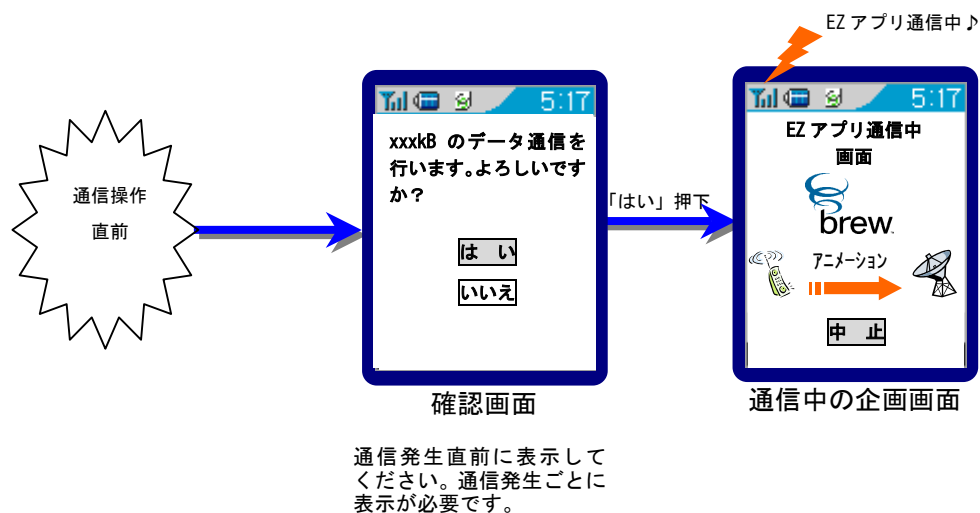 EZ アプリ通信中♪
5:17
5:17
xxxkB のデータ通信を
行います。よろしいです
か？
は い
いいえ
通信操作
直前
「はい」押下
EZ アプリ通信中
画面
brew.
アニメーション
中 止
確認画面
通信中の企画画面
通信発生直前に表示して
ください。通信発生ごとに
表示が必要です。